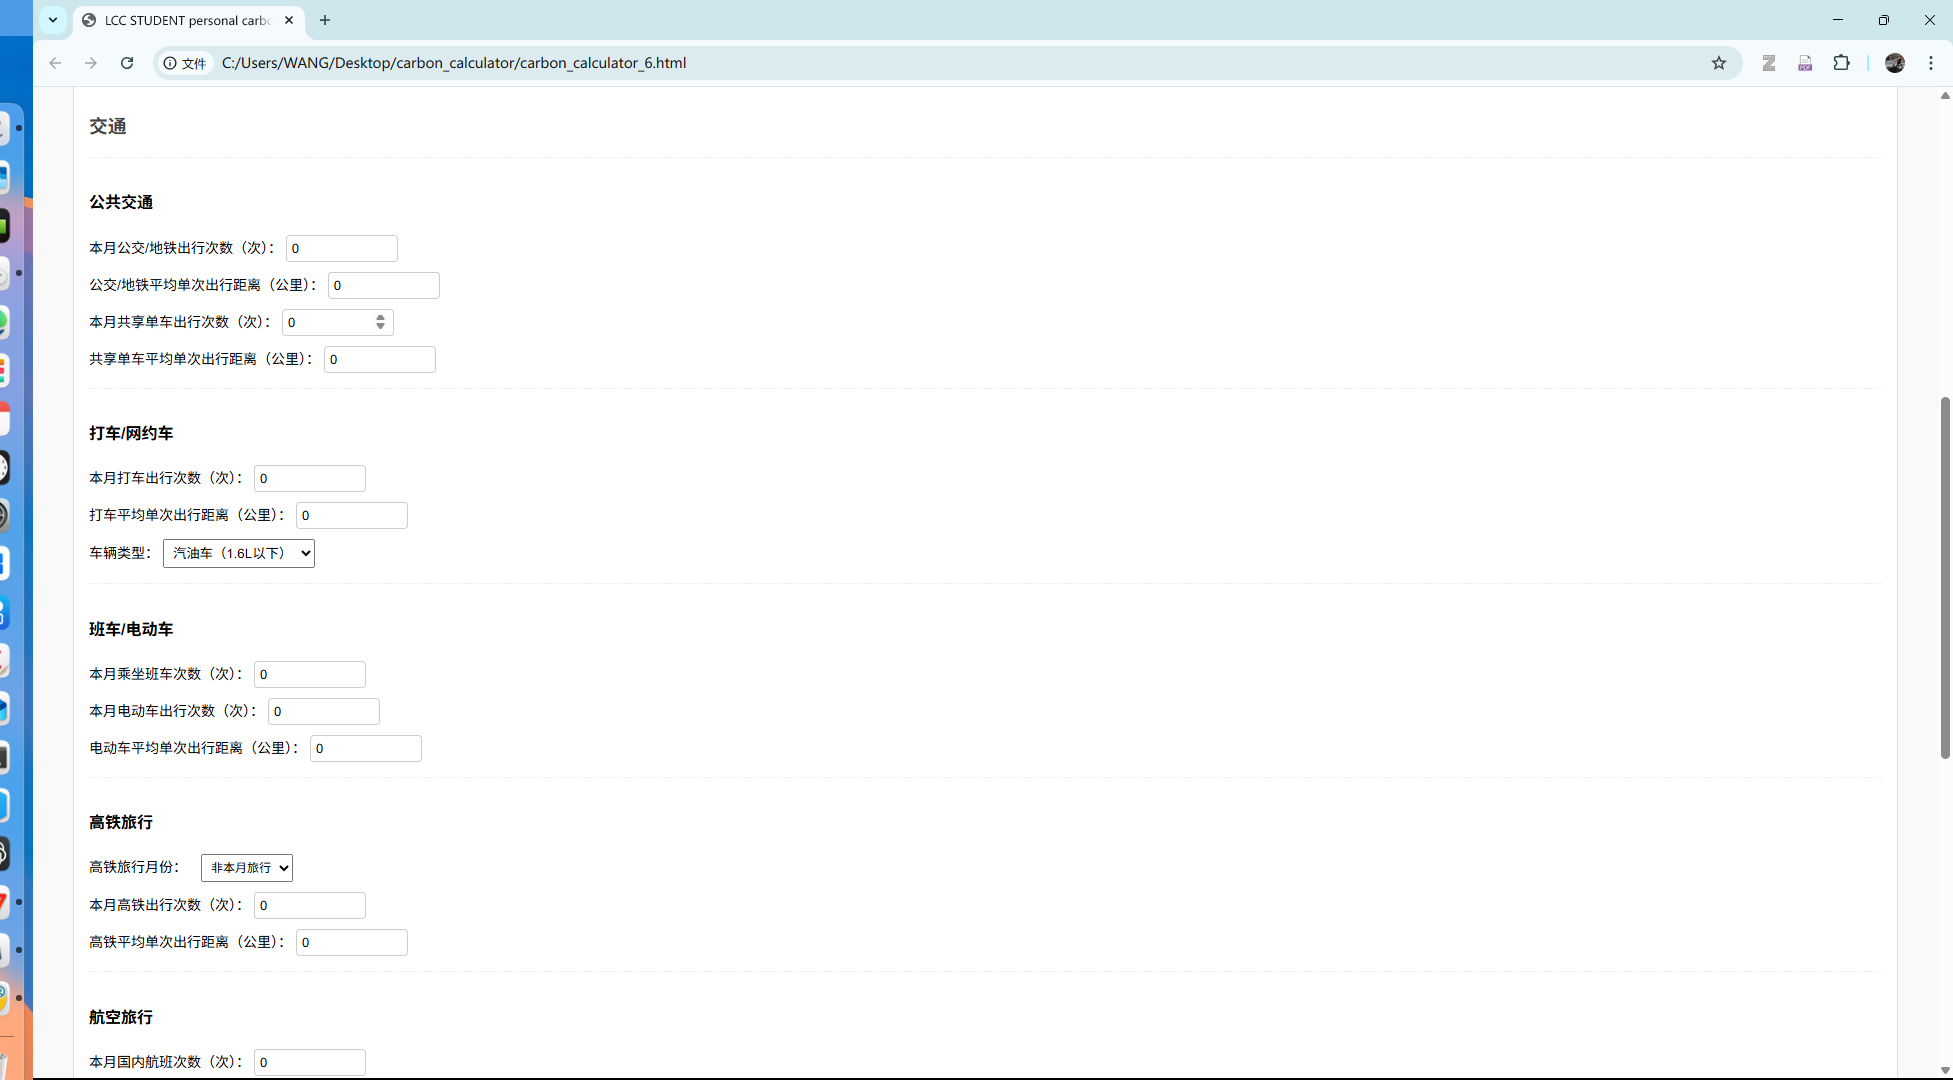 LCC STUDENT personal carb
文件 C:/Users/WANG/Desktop/carbon_calculator/carbon_calculator_6.html
交通
公共交通
本月公交/地铁出行次数（次）： 0
公交/地铁平均单次出行距离（公里）： 0
本月共享单车出行次数（次）： 0
共享单车平均单次出行距离（公里）： 0
打车/网约车
本月打车出行次数（次）： 0
打车平均单次出行距离（公里）： 0
车辆类型： 汽油车（1.6L以下）
班车/电动车
本月乘坐班车次数（次）： 0
本月电动车出行次数（次）： 0
电动车平均单次出行距离（公里）： 0
高铁旅行
高铁旅行月份： 非本月旅行
本月高铁出行次数（次）： 0
高铁平均单次出行距离（公里）： 0
航空旅行
本月国内航班次数（次）： 0